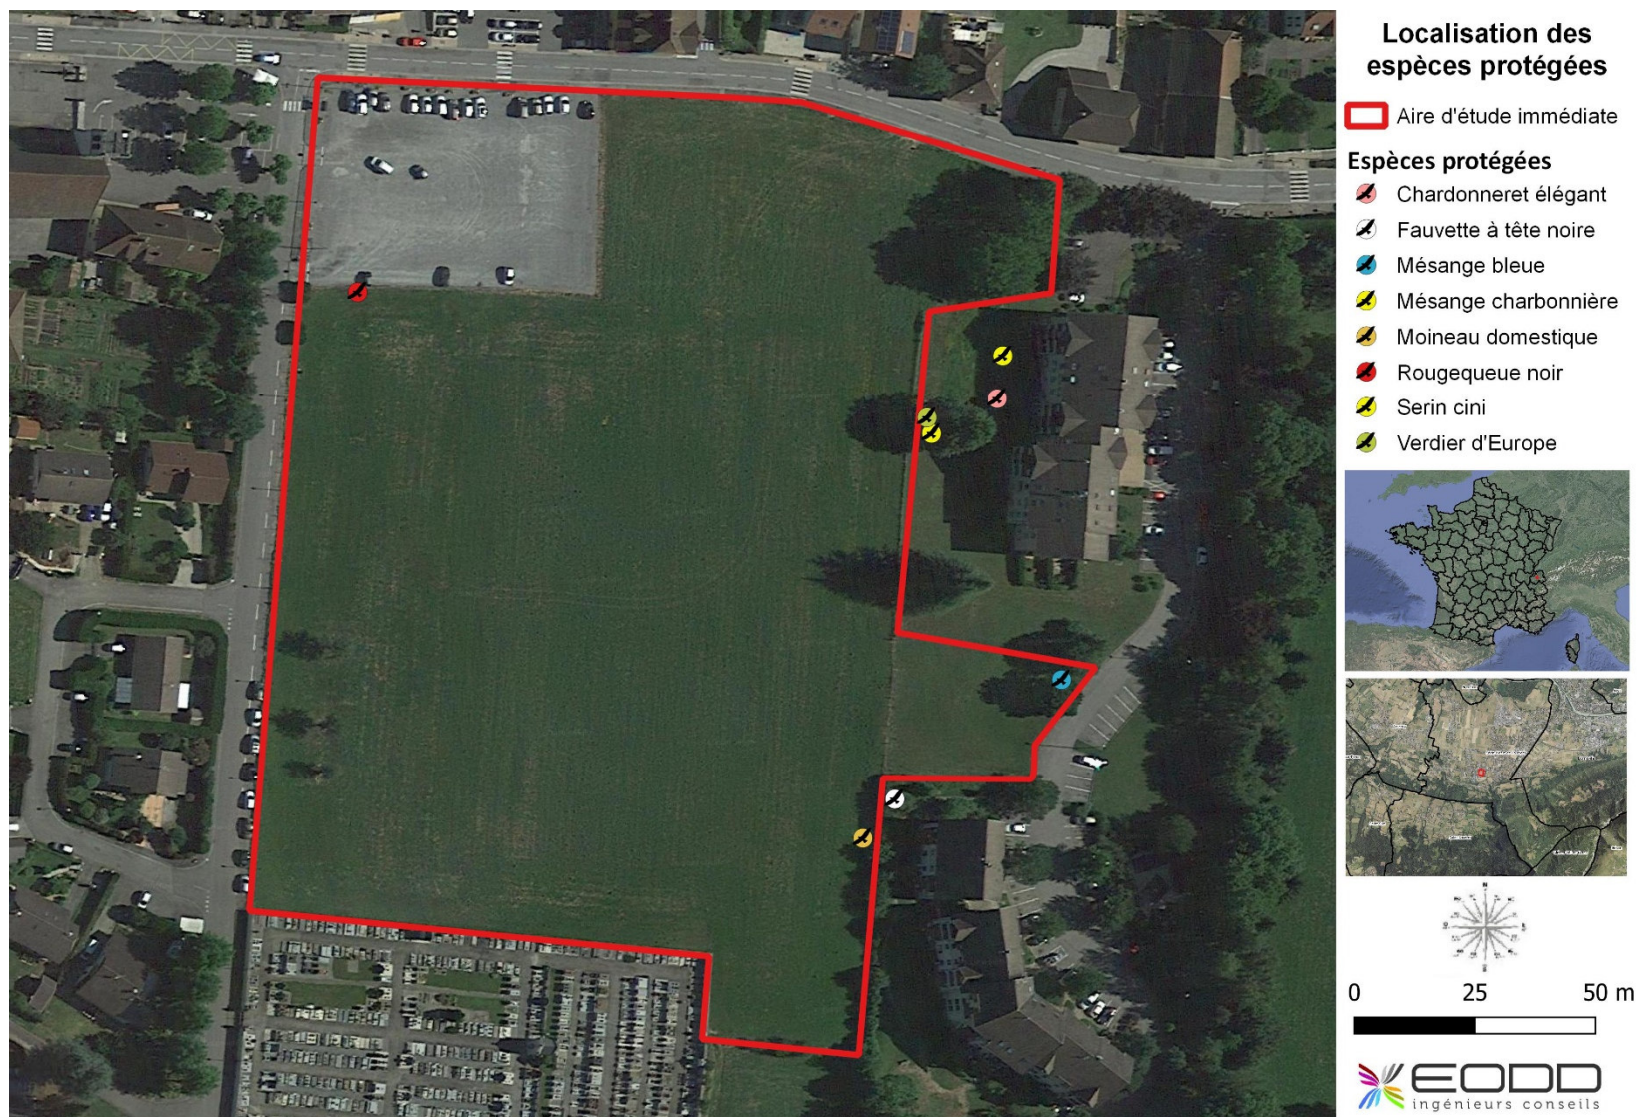 Localisation des
espèces protégées
Aire d'étude immédiate
Espèces protégées
Chardonneret élégant
Fauvette à tête noire
Mésange bleue
Mésange charbonnière
Moineau domestique
Rougequeue noir
Serin cini
Verdier d'Europe
N
0 25 50 m
EODD
ingénieurs conseils